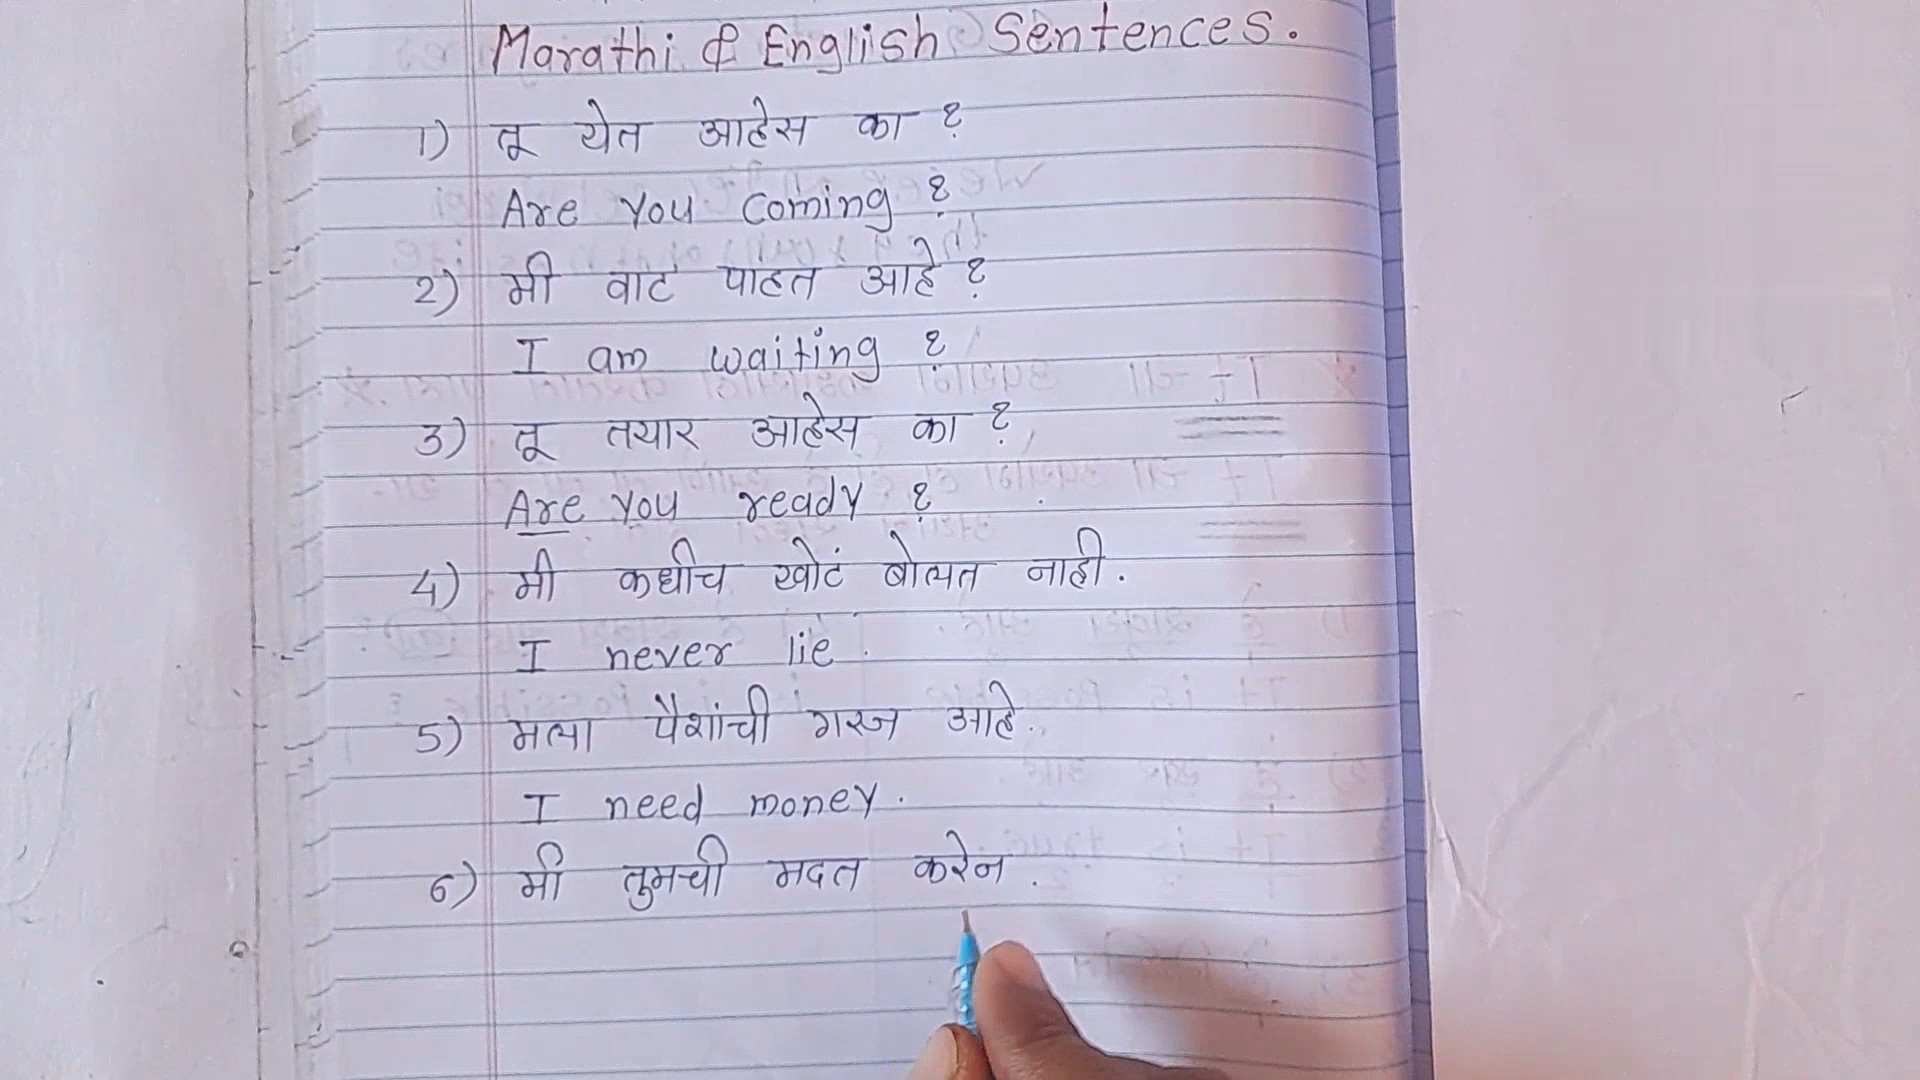 Marathi & English Sentences.
1) तू येत आहेस का ?
Are You Coming ?
2) मी वाट पाहत आहे ?
I am waiting ?
3) तू तयार आहेस का ?
Are You ready ?
4) मी कधीच खोटं बोलत नाही.
I never lie.
5) मला पैशांची गरज आहे.
I need money.
6) मी तुमची मदत करेन.